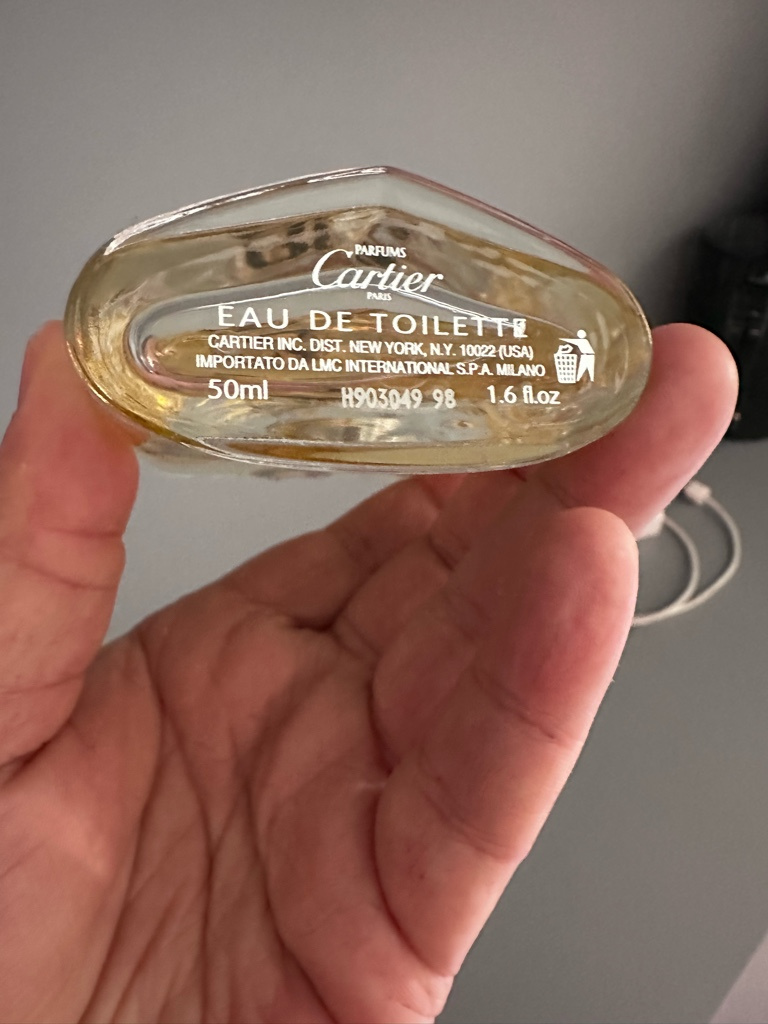 PARFUMS
Cartier
PARIS
EAU DE TOILETTE
CARTIER INC. DIST. NEW YORK, N.Y. 10022 (USA)
IMPORTATO DA LMC INTERNATIONAL S.P.A. MILANO
50ml H903049 98 1.6 fl.oz